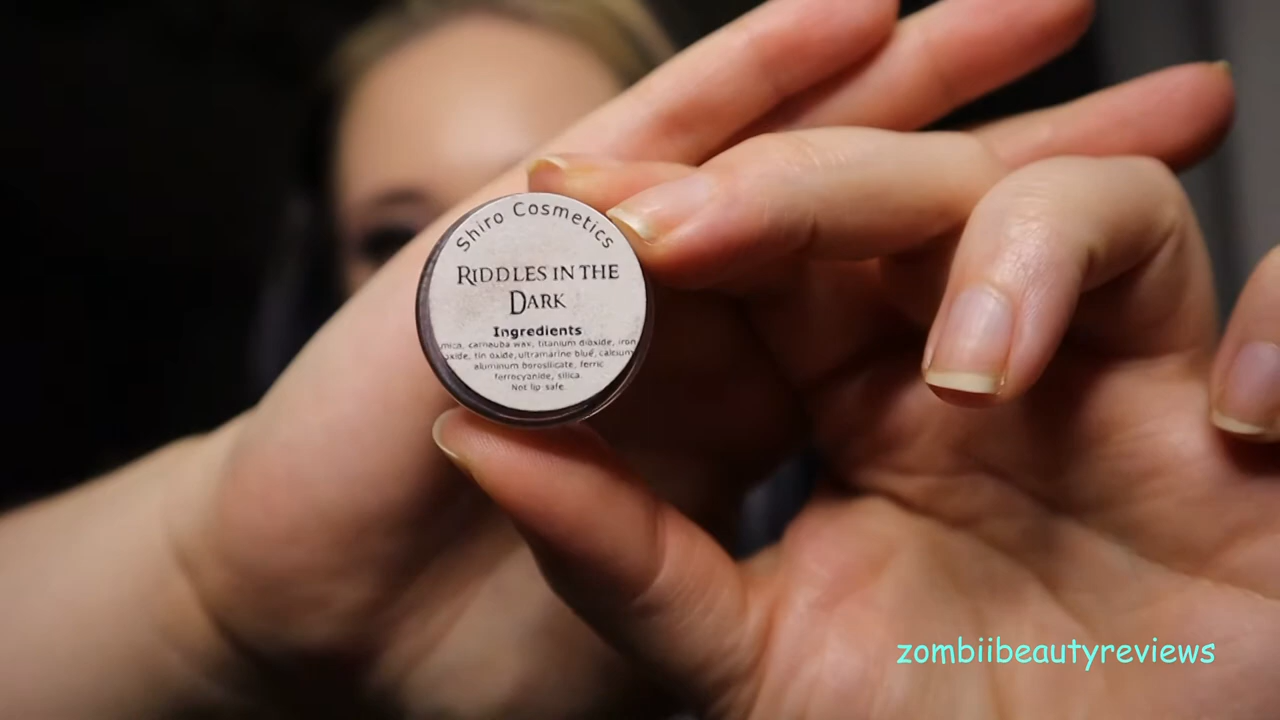 Shiro Cosmetics
RIDDLES IN THE
DARK
Ingredients
mica, carnauba wax, titanium dioxide, iron
oxide, tin oxide, ultramarine blue, calcium
aluminum borosilicate, ferric
ferrocyanide, silica.
Not lip safe.
zombiibeautyreviews